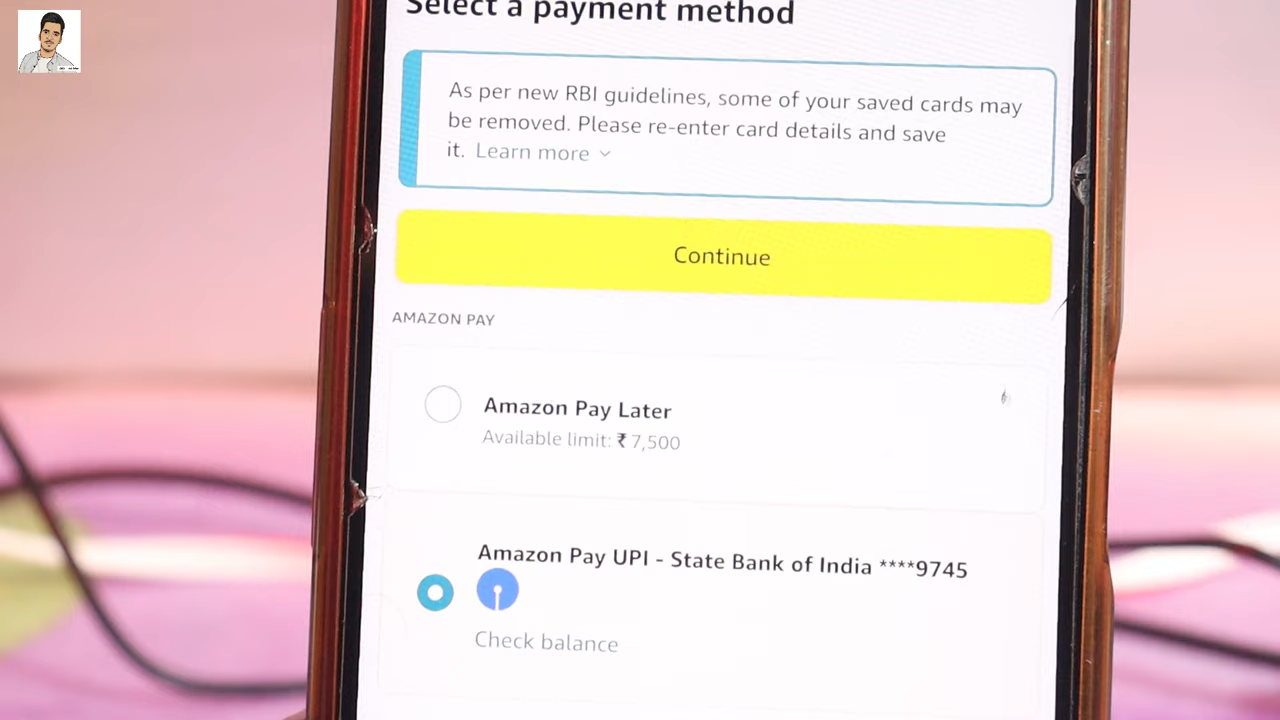 Select a payment method
As per new RBI guidelines, some of your saved cards may
be removed. Please re-enter card details and save
it. Learn more
Continue
AMAZON PAY
Amazon Pay Later
Available limit: ₹ 7,500
Amazon Pay UPI - State Bank of India ****9745
Check balance